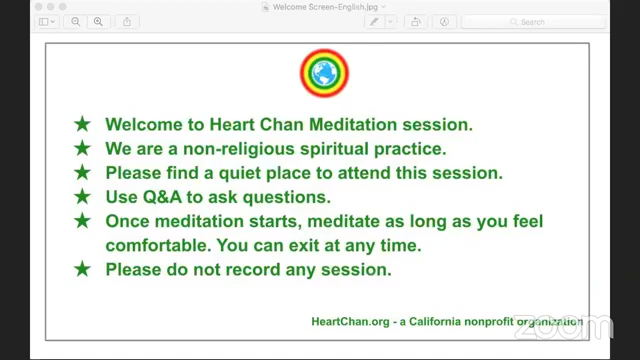 Welcome Screen-English.jpg
Search
★ Welcome to Heart Chan Meditation session.
★ We are a non-religious spiritual practice.
★ Please find a quiet place to attend this session.
★ Use Q&A to ask questions.
★ Once meditation starts, meditate as long as you feel
comfortable. You can exit at any time.
★ Please do not record any session.
HeartChan.org - a California nonprofit organization
zoom